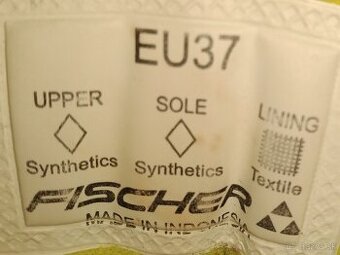 EU37
UPPER
Synthetics
SOLE
Synthetics
LINING
Textile
FISCHER
MADE IN INDONESIA